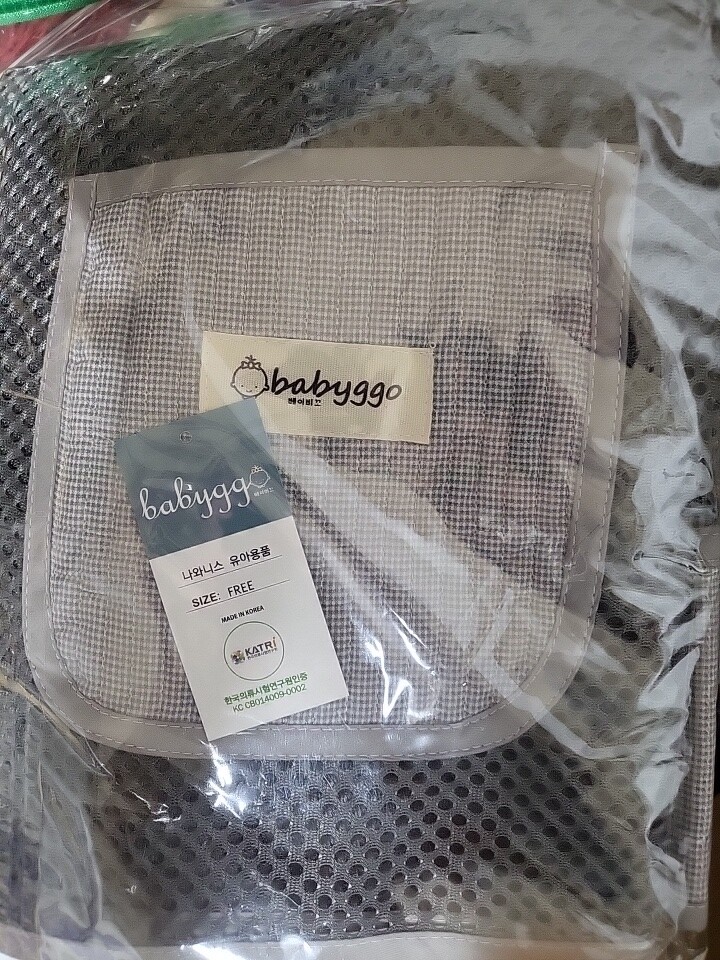 babyggo
베이비꼬
babyggo
베이비꼬
나와니스 유아용품
SIZE: FREE
MADE IN KOREA
KATRi
한국의류시험연구원인증
KC CB014009-0002